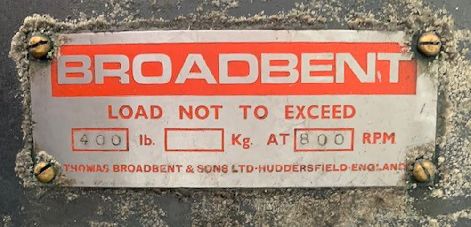 BROADBENT
LOAD NOT TO EXCEED
400 lb. Kg. AT 800 RPM
THOMAS BROADBENT & SONS LTD·HUDDERSFIELD·ENGLAND